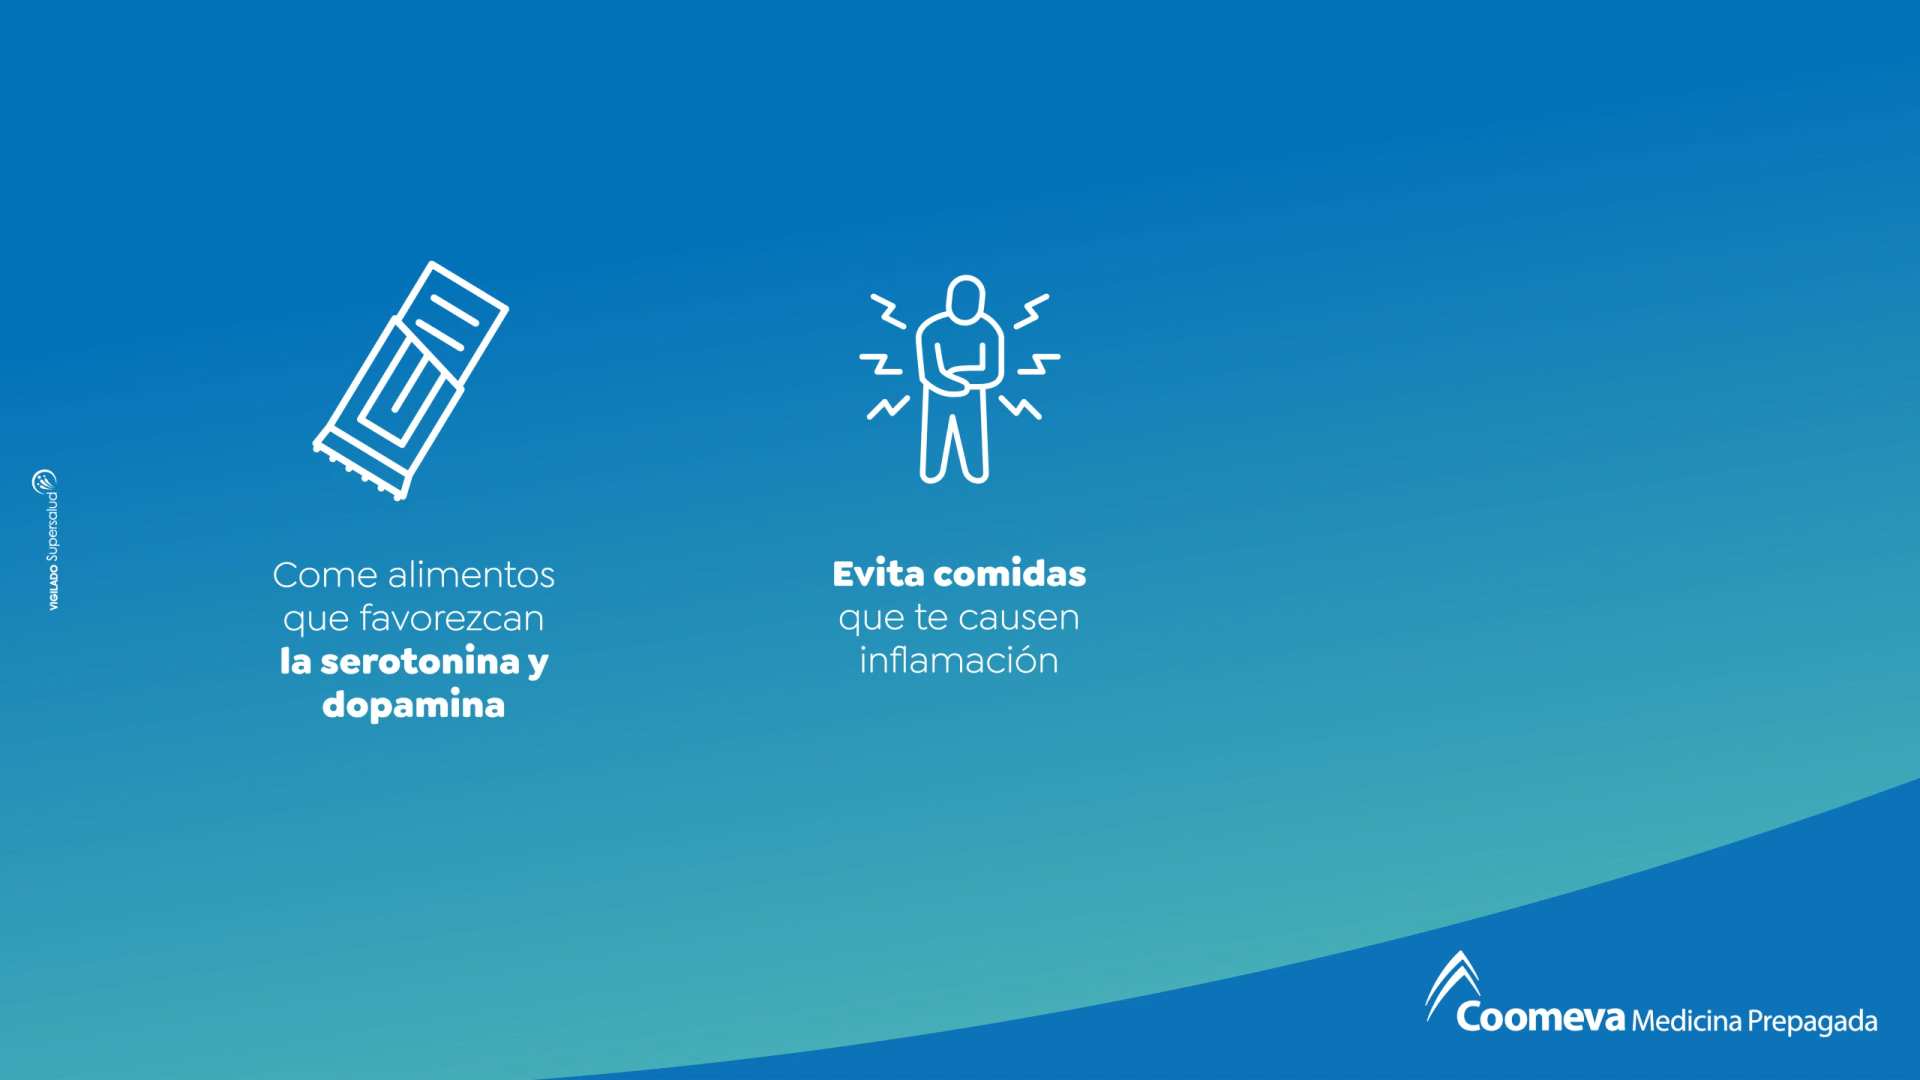 VIGILADO Supersalud
Come alimentos
que favorezcan
la serotonina y
dopamina
Evita comidas
que te causen
inflamación
Coomeva Medicina Prepagada